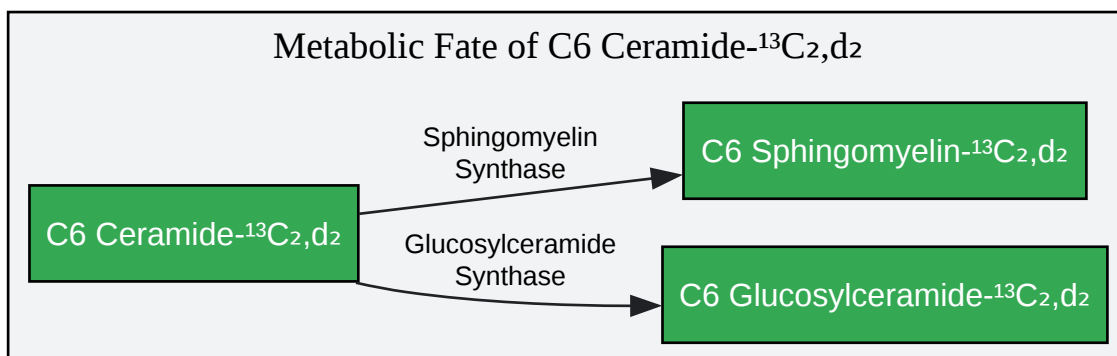 Metabolic Fate of C6 Ceramide-¹³C₂,d₂
Sphingomyelin
Synthase
C6 Sphingomyelin-¹³C₂,d₂
C6 Ceramide-¹³C₂,d₂
Glucosylceramide
Synthase
C6 Glucosylceramide-¹³C₂,d₂